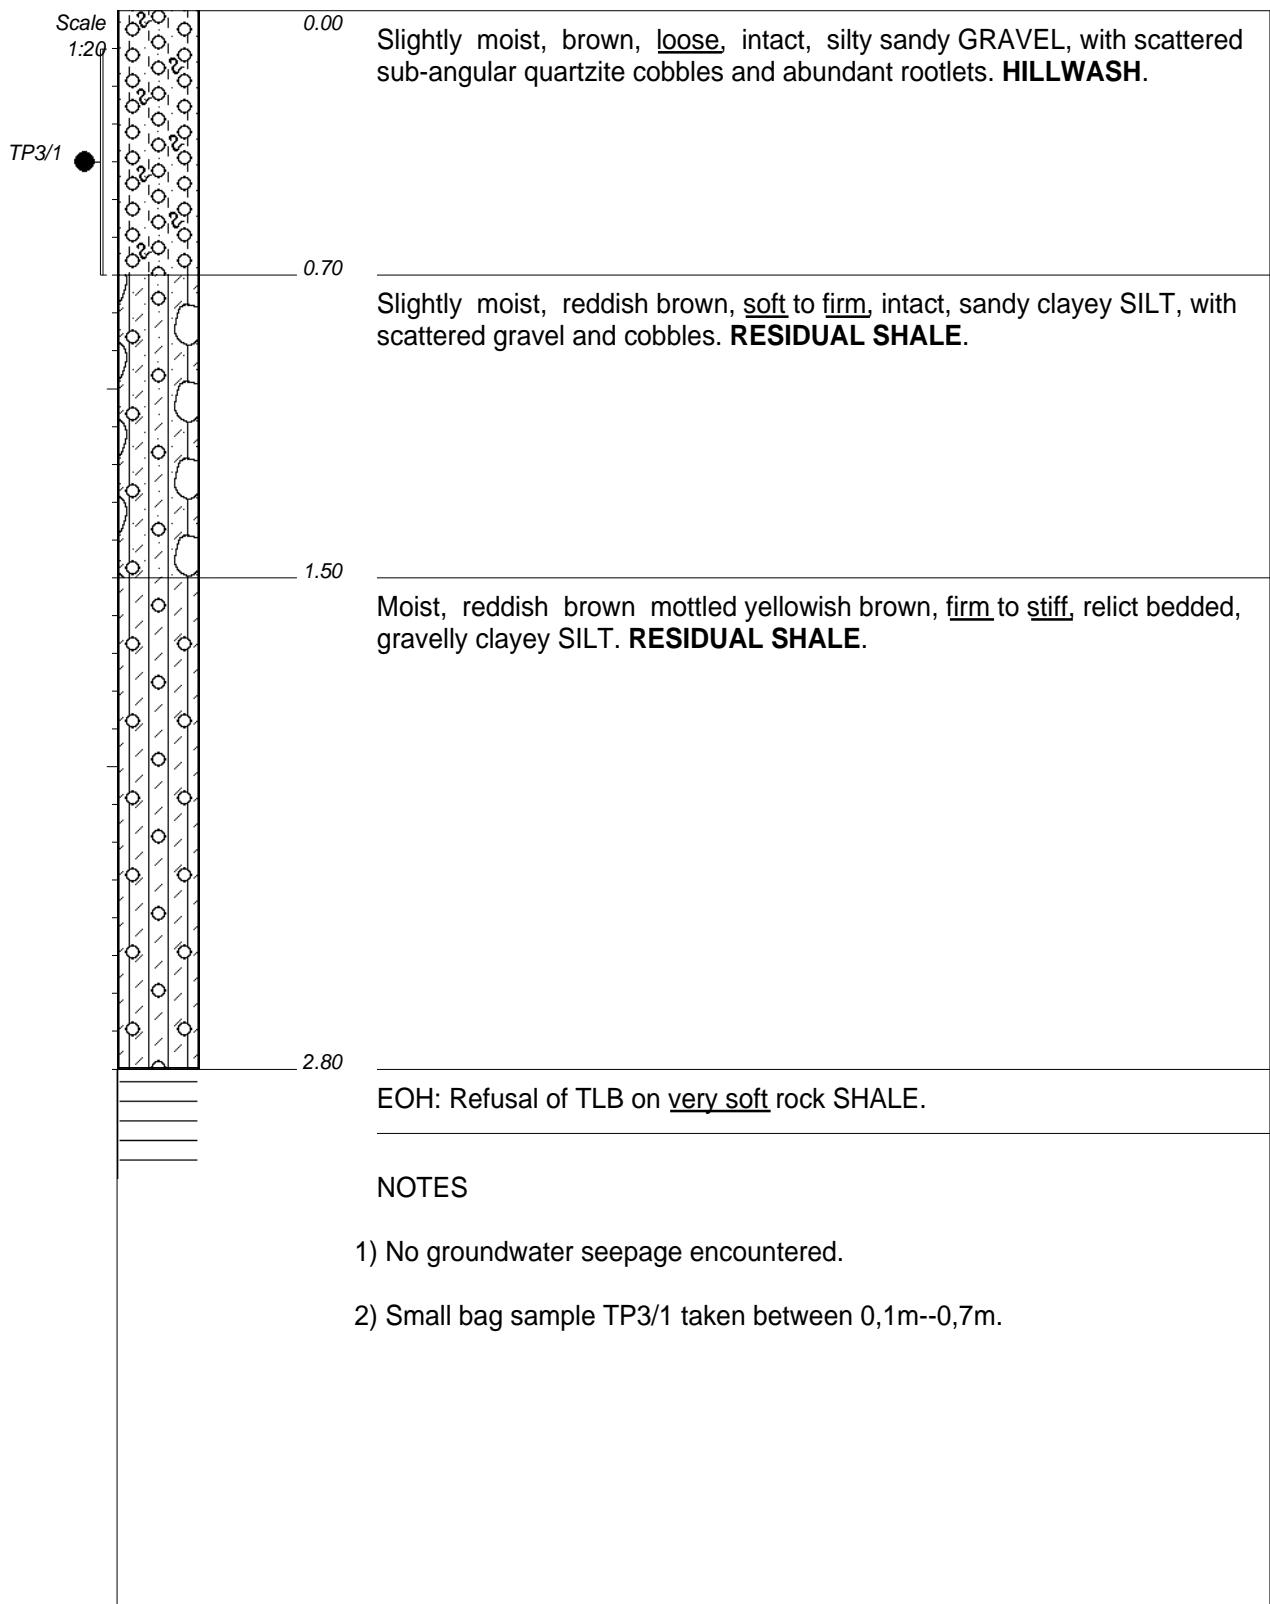 Scale
1:20
0.00
Slightly moist, brown, loose, intact, silty sandy GRAVEL, with scattered
sub-angular quartzite cobbles and abundant rootlets. HILLWASH.
TP3/1
0.70
Slightly moist, reddish brown, soft to firm, intact, sandy clayey SILT, with
scattered gravel and cobbles. RESIDUAL SHALE.
1.50
Moist, reddish brown mottled yellowish brown, firm to stiff, relict bedded,
gravelly clayey SILT. RESIDUAL SHALE.
2.80
EOH: Refusal of TLB on very soft rock SHALE.
NOTES
1) No groundwater seepage encountered.
2) Small bag sample TP3/1 taken between 0,1m--0,7m.